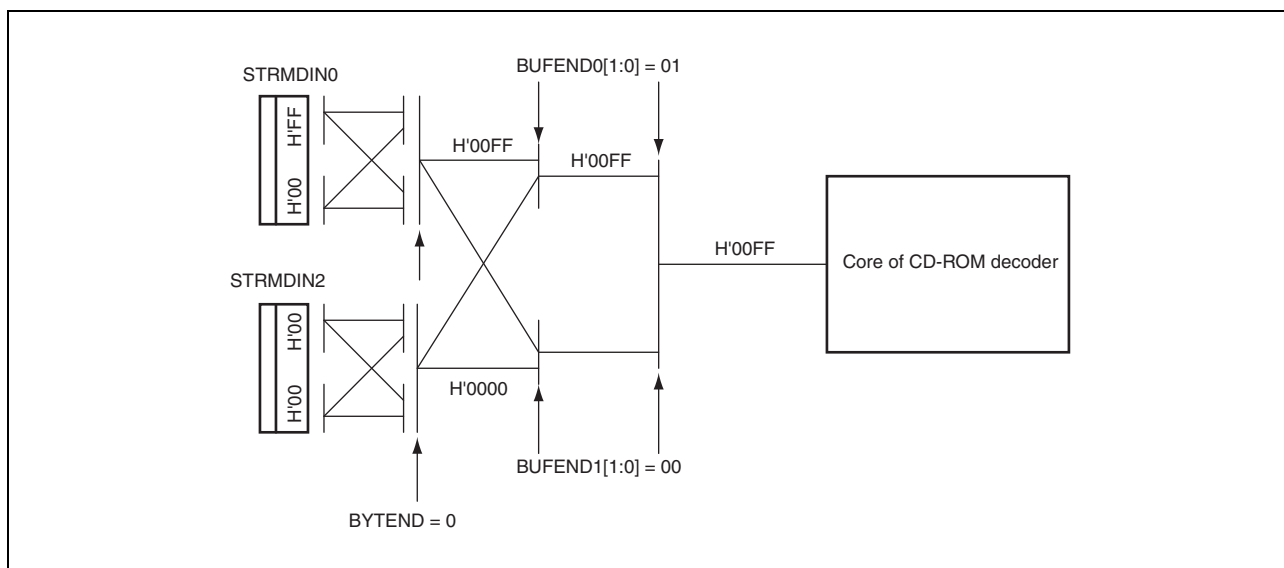 STRMDIN0
H'FF
H'00
BUFEND0[1:0] = 01
H'00FF
H'00FF
H'00FF
Core of CD-ROM decoder
STRMDIN2
H'00
H'00
H'0000
BUFEND1[1:0] = 00
BYTEND = 0